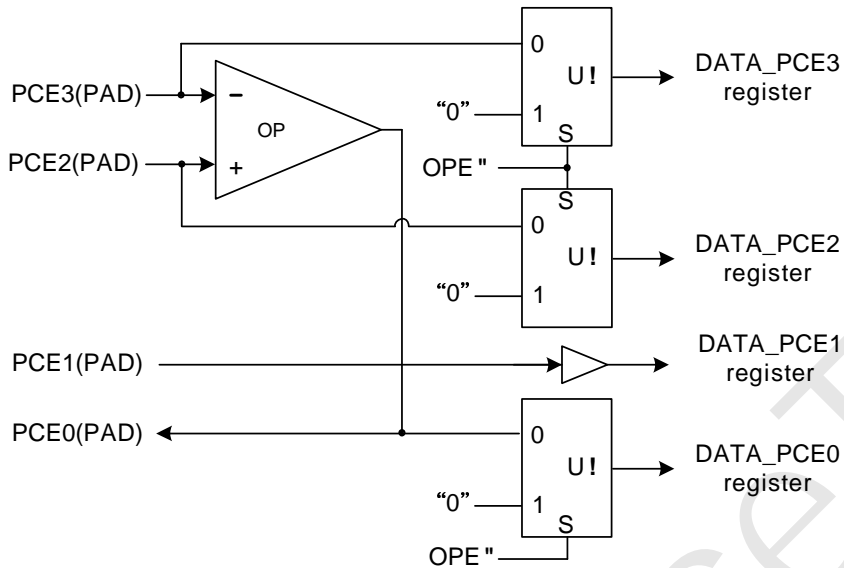 0
U!
DATA_PCE3
register
PCE3(PAD)
−
OP
“0”
1
S
PCE2(PAD)
+
OPE"
S
0
U!
DATA_PCE2
register
“0”
1
PCE1(PAD)
DATA_PCE1
register
PCE0(PAD)
0
U!
DATA_PCE0
register
“0”
1
S
OPE"